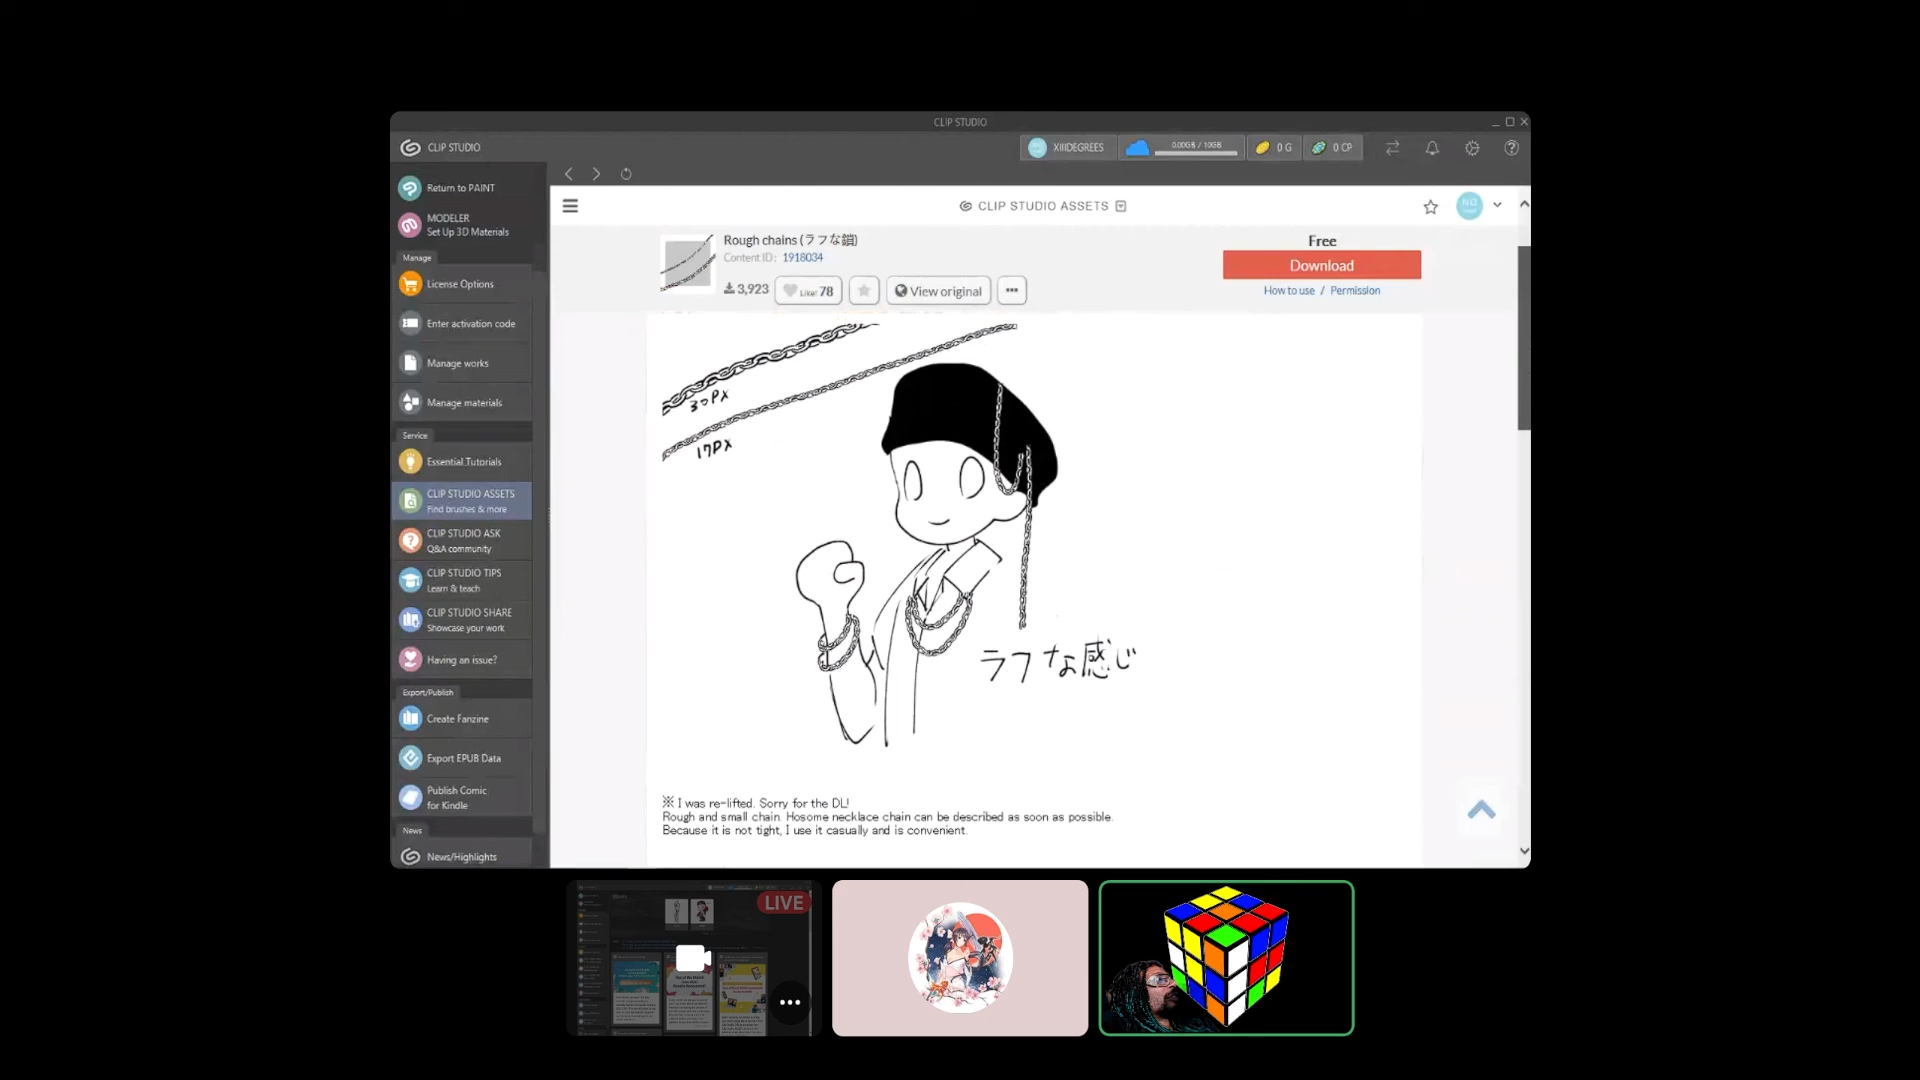 CLIP STUDIO
CLIP STUDIO
XIIIDEGREES
0.00GB / 10GB
0 G
0 CP
Return to PAINT
MODELER
Set Up 3D Materials
Manage
License Options
Enter activation code
Manage works
Manage materials
Service
Essential Tutorials
CLIP STUDIO ASSETS
Find brushes & more
CLIP STUDIO ASK
Q&A community
CLIP STUDIO TIPS
Learn & teach
CLIP STUDIO SHARE
Showcase your work
Having an issue?
Export/Publish
Create Fanzine
Export EPUB Data
Publish Comic
for Kindle
News
News/Highlights
CLIP STUDIO ASSETS
NO
Rough chains (ラフな鎖)
Content ID: 1918034
3,923
Like! 78
View original
Free
Download
How to use / Permission
30PX
17PX
ラフな感じ
※ I was re-lifted. Sorry for the DL!
Rough and small chain. Hosome necklace chain can be described as soon as possible.
Because it is not tight, I use it casually and is convenient.
LIVE